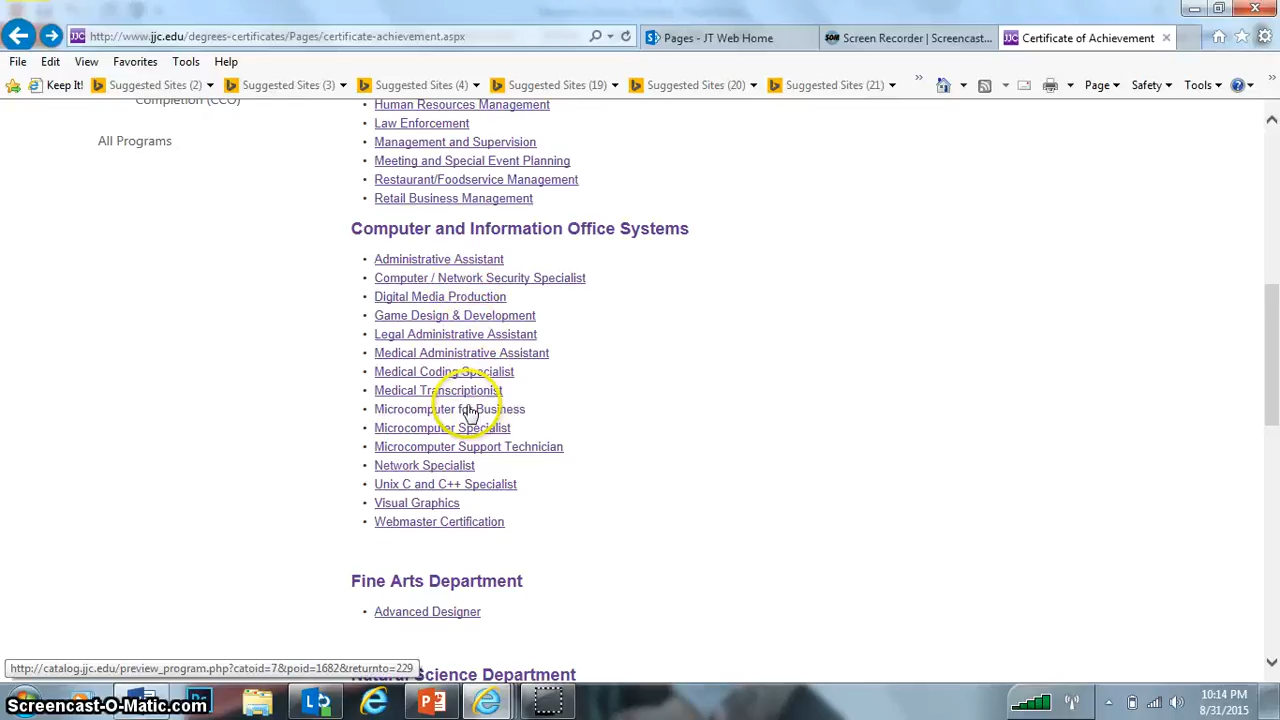 http://www.jjc.edu/degrees-certificates/Pages/certificate-achievement.aspx
Pages - JT Web Home
Screen Recorder | Screencast...
Certificate of Achievement
File Edit View Favorites Tools Help
Keep It! Suggested Sites (2) Suggested Sites (3) Suggested Sites (4) Suggested Sites (19) Suggested Sites (20) Suggested Sites (21) Page Safety Tools
Completion (CCO)
All Programs
Human Resources Management
Law Enforcement
Management and Supervision
Meeting and Special Event Planning
Restaurant/Foodservice Management
Retail Business Management
Computer and Information Office Systems
Administrative Assistant
Computer / Network Security Specialist
Digital Media Production
Game Design & Development
Legal Administrative Assistant
Medical Administrative Assistant
Medical Coding Specialist
Medical Transcriptionist
Microcomputer for Business
Microcomputer Specialist
Microcomputer Support Technician
Network Specialist
Unix C and C++ Specialist
Visual Graphics
Webmaster Certification
Fine Arts Department
Advanced Designer
Natural Science Department
http://catalog.jjc.edu/preview_program.php?catoid=7&poid=1682&returnto=229
Screencast-O-Matic.com
10:14 PM
8/31/2015